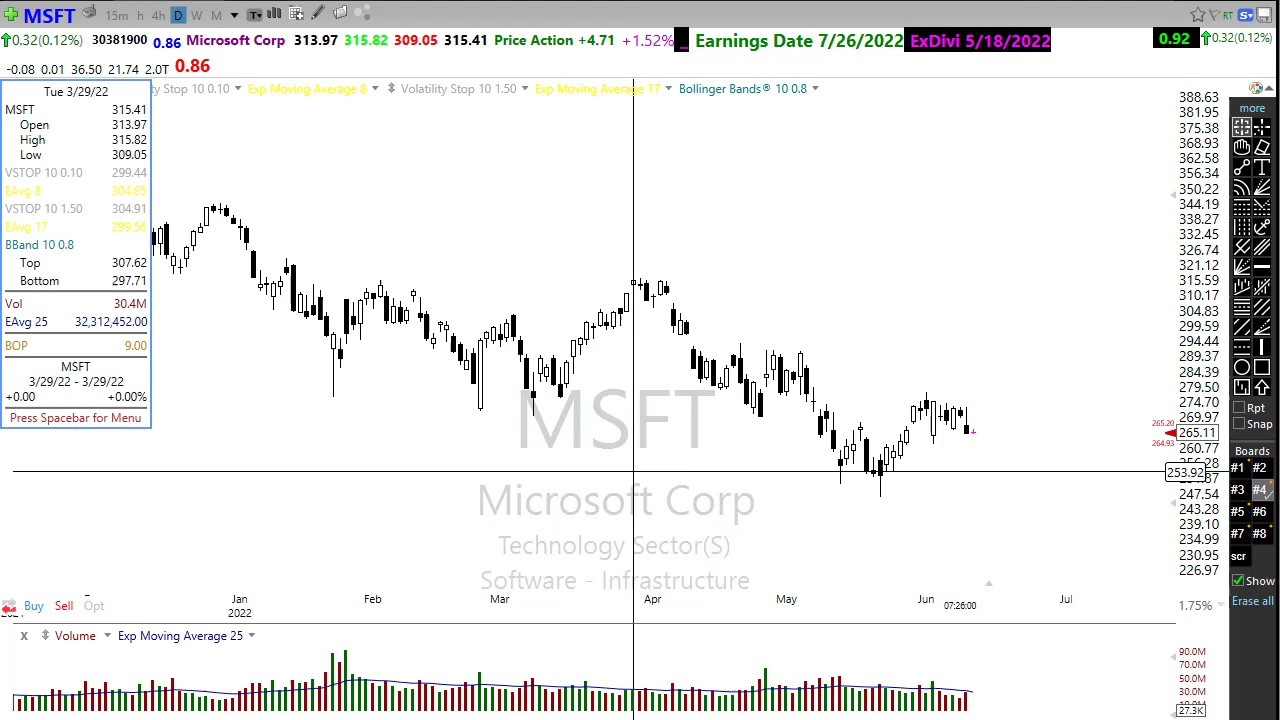 MSFT 15m h 4h D W M T
RT S
0.32(0.12%) 30381900 0.86 Microsoft Corp 313.97 315.82 309.05 315.41 Price Action +4.71 +1.52% ... Earnings Date 7/26/2022 ExDivi 5/18/2022 0.92 0.32(0.12%)
-0.08 0.01 36.50 21.74 2.0T 0.86
Tue 3/29/22
MSFT 315.41
Open 313.97
High 315.82
Low 309.05
VSTOP 10 0.10 299.44
EAvg 8 304.85
VSTOP 10 1.50 304.91
EAvg 17 299.56
BBand 10 0.8
Top 307.62
Bottom 297.71
Vol 30.4M
EAvg 25 32,312,452.00
BOP 9.00
MSFT
3/29/22 - 3/29/22
+0.00 +0.00%
Press Spacebar for Menu
ty Stop 10 0.10 Exp Moving Average 8 Volatility Stop 10 1.50 Exp Moving Average 17 Bollinger Bands® 10 0.8
388.63
381.95
375.38
368.93
362.58
356.34
350.22
344.19
338.27
332.45
326.74
321.12
315.59
310.17
304.83
299.59
294.44
289.37
284.39
279.50
274.70
269.97
265.20
265.11
264.93
260.77
256.28
253.92
247.54
243.28
239.10
234.99
230.95
226.97
1.75%
MSFT
Microsoft Corp
Technology Sector(S)
Software - Infrastructure
Jan Feb Mar Apr May Jun Jul
2022 07:26:00
Buy Sell Opt
X Volume Exp Moving Average 25
90.0M
70.0M
50.0M
30.0M
27.3K
more
T
Rpt
Snap
Boards
#1 #2
#3 #4
#5 #6
#7 #8
scr
Show
Erase all